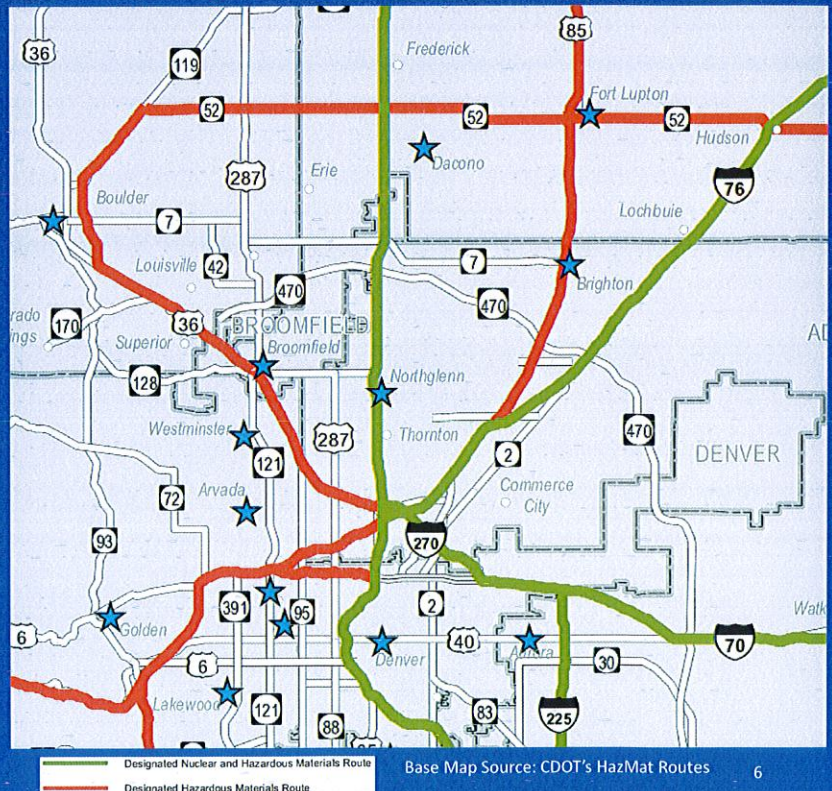 36
85
119
Frederick
Fort Lupton
52
52
52
Hudson
Dacono
287
Erie
76
Boulder
7
Lochbuie
Louisville
42
7
470
Brighton
470
170
36
BROOMFIELD
Superior
Broomfield
128
Northglenn
Westminster
287
Thornton
470
121
2
DENVER
Arvada
72
Commerce
City
93
270
391
95
2
6
Golden
40
70
6
Denver
Aurora
30
Lakewood
121
88
83
225
Designated Nuclear and Hazardous Materials Route
Designated Hazardous Materials Route
Base Map Source: CDOT's HazMat Routes
6